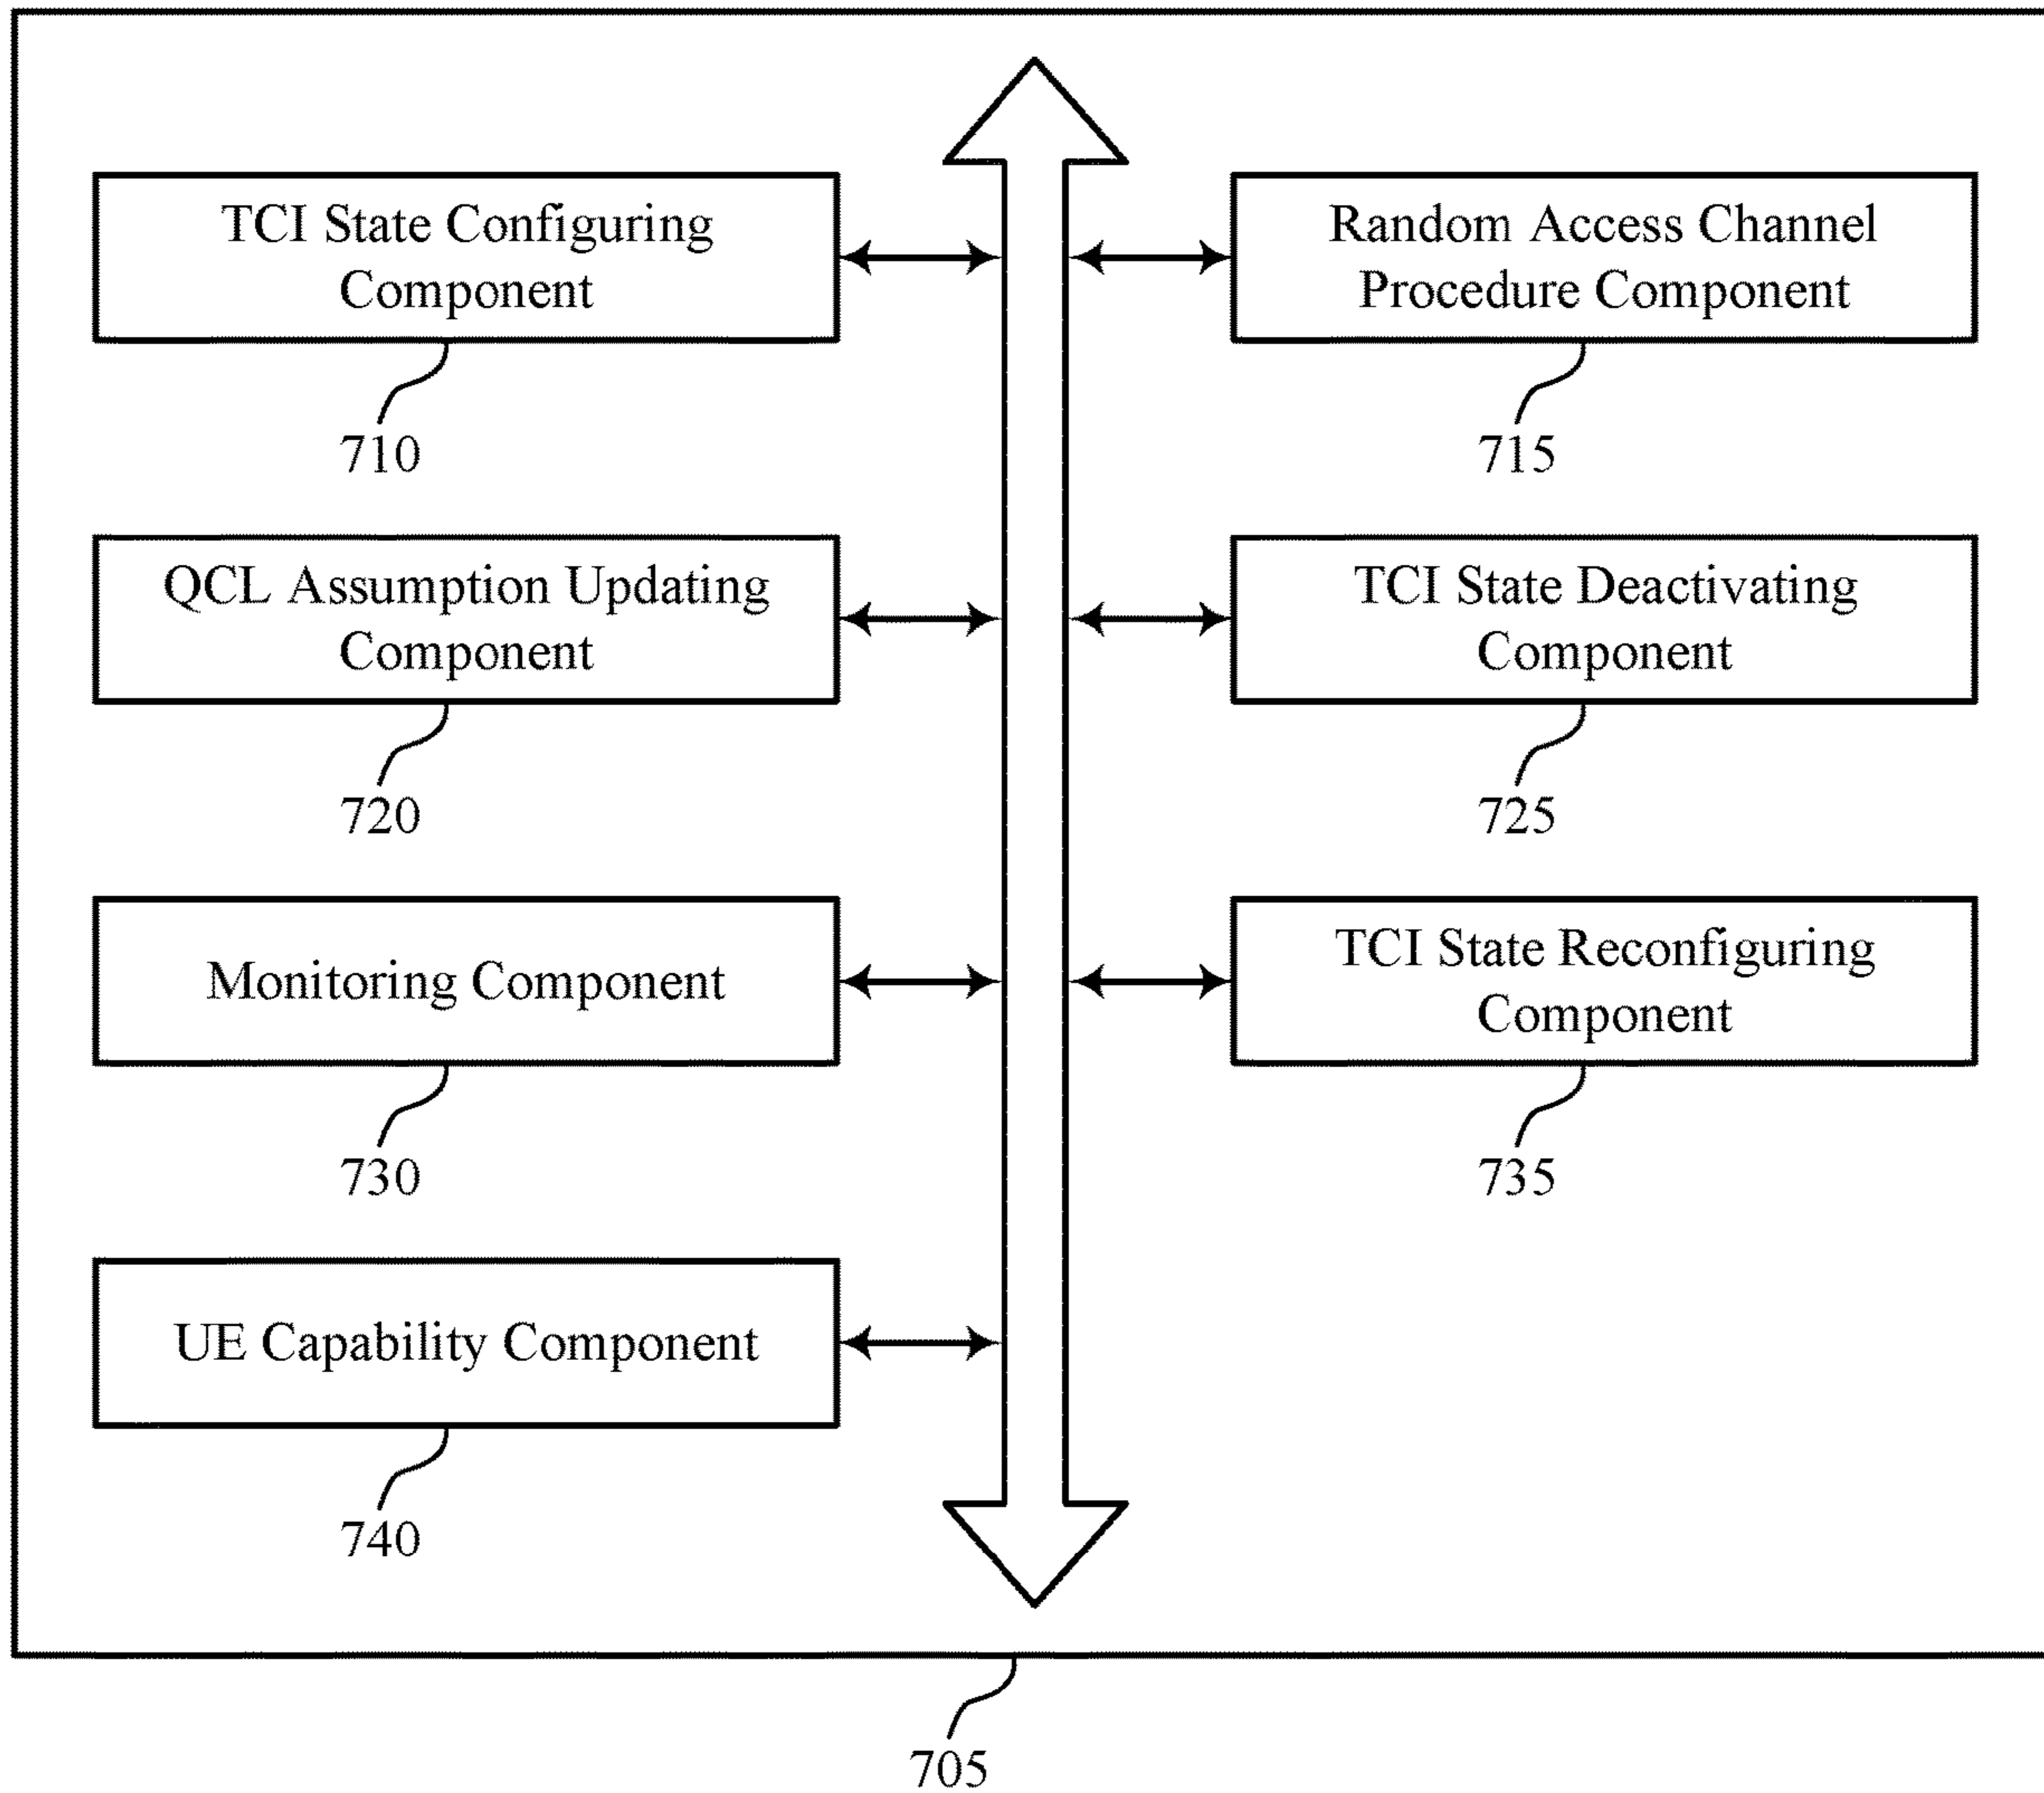 TCI State Configuring
Component
710
Random Access Channel
Procedure Component
715
QCL Assumption Updating
Component
720
TCI State Deactivating
Component
725
Monitoring Component
730
TCI State Reconfiguring
Component
735
UE Capability Component
740
705